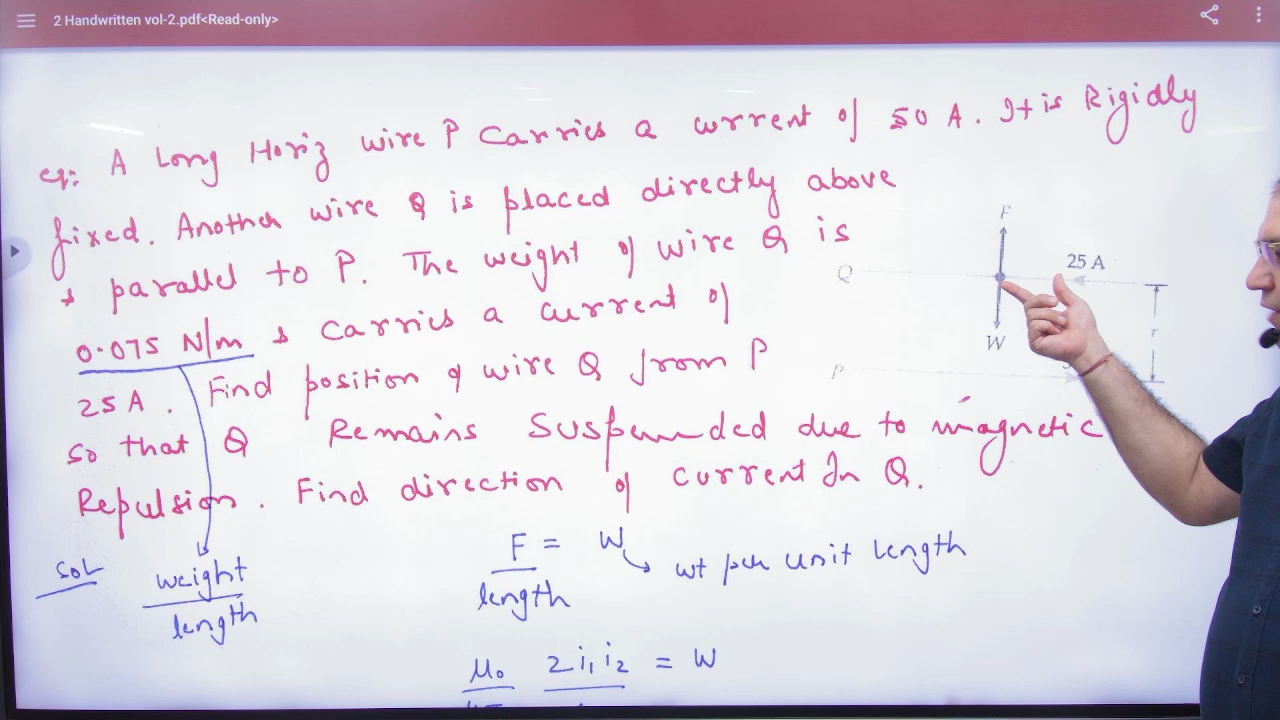 2 Handwritten vol-2.pdf<Read-only>
eg: A Long Horiz wire P Carries a current of 50 A. It is Rigidly
fixed. Another wire Q is placed directly above
& parallel to P. The weight of wire Q is
0.075 N/m & carries a current of
25 A. Find position of wire Q from P
so that Q Remains Suspended due to magnetic
Repulsion. Find direction of current In Q.
F
25 A
Q
r
W
P
Sol
weight
length
F = W
length
wt per unit length
μ₀ 2 i₁ i₂ = W